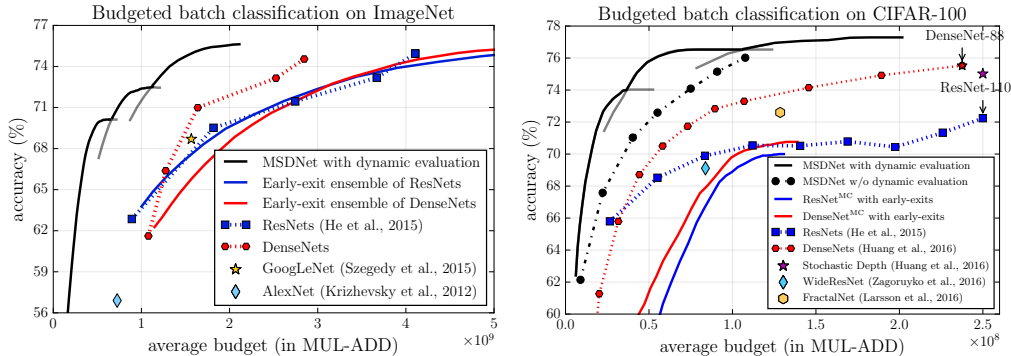 Budgeted batch classification on ImageNet
accuracy (%)
77
74
71
68
65
62
59
56
0
1
2
3
4
5
×10⁹
average budget (in MUL-ADD)
MSDNet with dynamic evaluation
Early-exit ensemble of ResNets
Early-exit ensemble of DenseNets
ResNets (He et al., 2015)
DenseNets
GoogLeNet (Szegedy et al., 2015)
AlexNet (Krizhevsky et al., 2012)
Budgeted batch classification on CIFAR-100
accuracy (%)
78
76
74
72
70
68
66
64
62
60
0.0
0.5
1.0
1.5
2.0
2.5
×10⁸
average budget (in MUL-ADD)
DenseNet-88
ResNet-110
MSDNet with dynamic evaluation
MSDNet w/o dynamic evaluation
ResNetᴹᶜ with early-exits
DenseNetᴹᶜ with early-exits
ResNets (He et al., 2015)
DenseNets (Huang et al., 2016)
Stochastic Depth (Huang et al., 2016)
WideResNet (Zagoruyko et al., 2016)
FractalNet (Larsson et al., 2016)